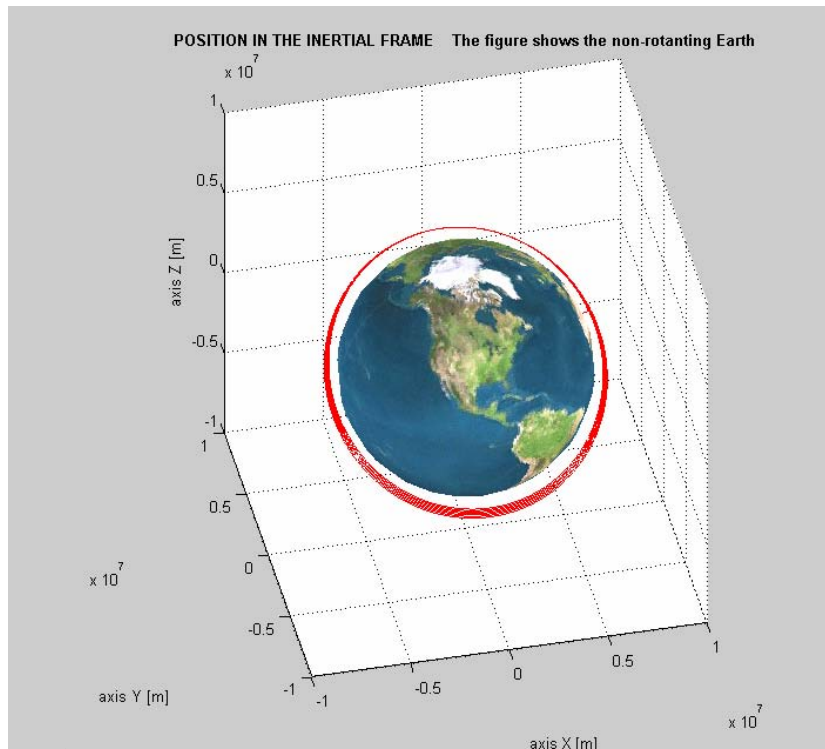 POSITION IN THE INERTIAL FRAME    The figure shows the non-rotanting Earth
x 10^7
1
0.5
0
-0.5
-1
axis Z [m]
1
0.5
0
-0.5
-1
x 10^7
axis Y [m]
-1
-0.5
0
0.5
1
x 10^7
axis X [m]